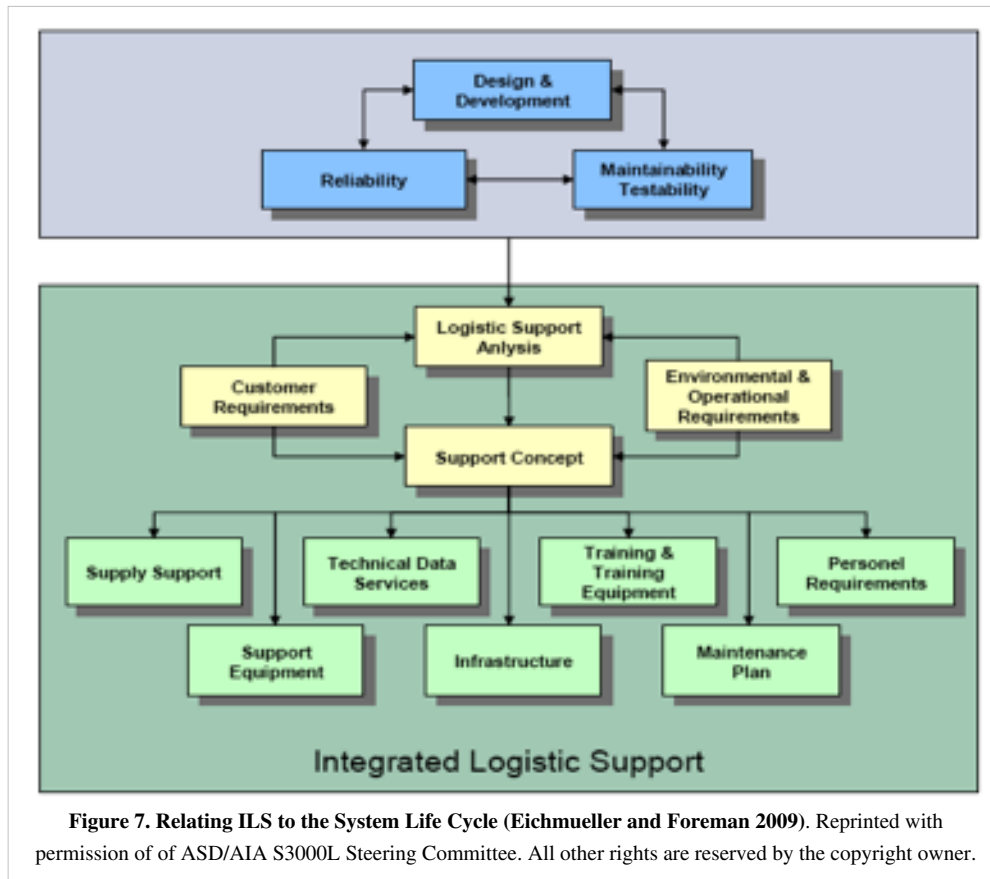 Design &
Development
Reliability
Maintainability
Testability
Logistic Support
Anlysis
Customer
Requirements
Environmental &
Operational
Requirements
Support Concept
Supply Support
Technical Data
Services
Training &
Training
Equipment
Personel
Requirements
Support
Equipment
Infrastructure
Maintenance
Plan
Integrated Logistic Support
Figure 7. Relating ILS to the System Life Cycle (Eichmueller and Foreman 2009). Reprinted with
permission of of ASD/AIA S3000L Steering Committee. All other rights are reserved by the copyright owner.